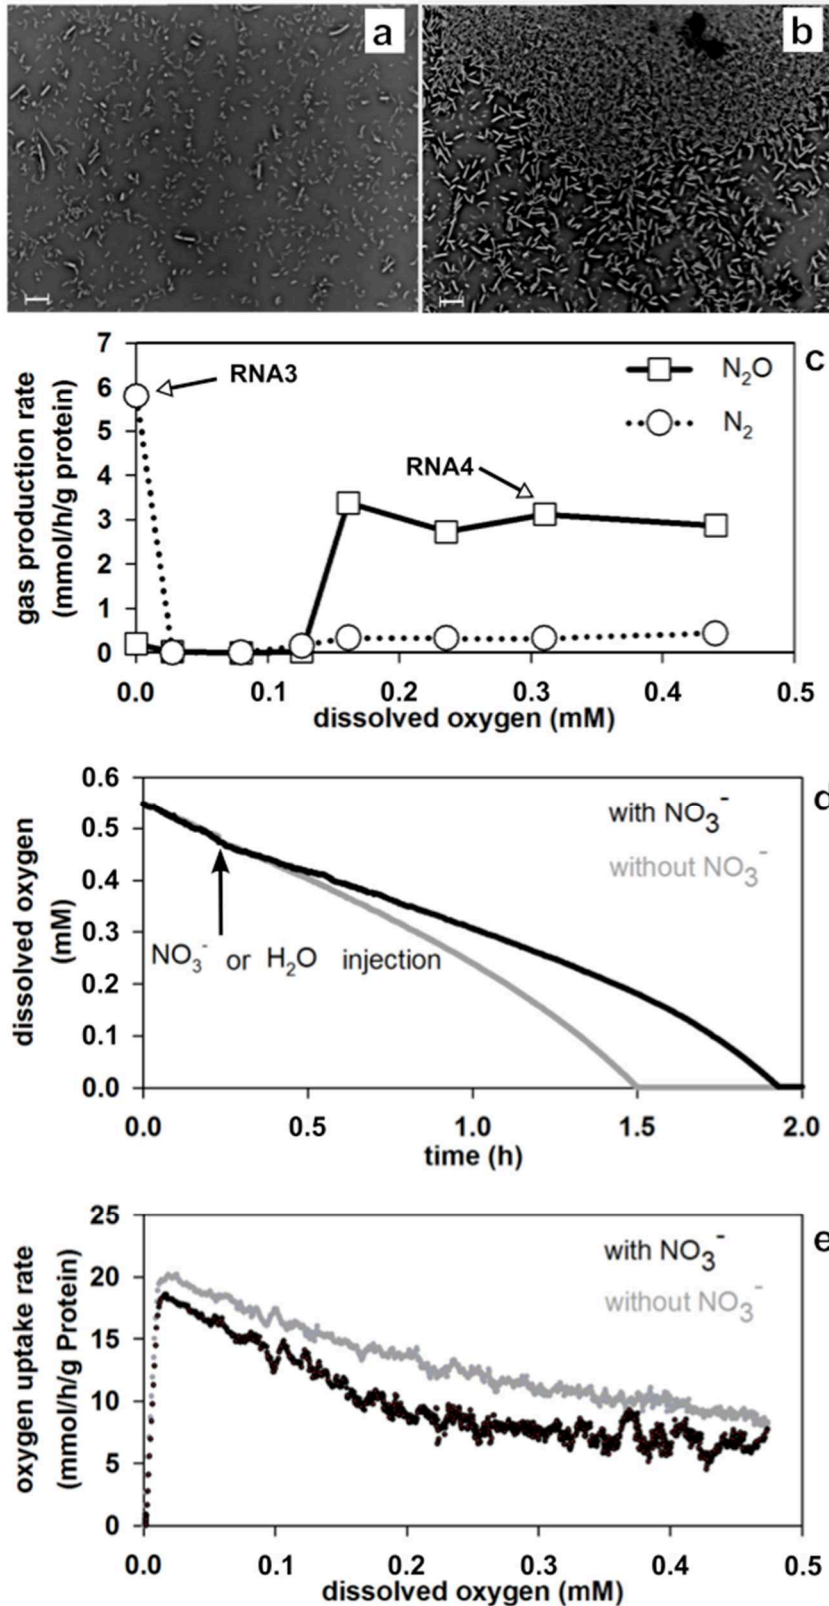 a
b
c
7
6
5
4
3
2
1
0
gas production rate
(mmol/h/g protein)
RNA3
RNA4
N₂O
N₂
0.0 0.1 0.2 0.3 0.4 0.5
dissolved oxygen (mM)
d
0.6
0.5
0.4
0.3
0.2
0.1
0.0
dissolved oxygen
(mM)
with NO₃⁻
without NO₃⁻
NO₃⁻ or H₂O injection
0.0 0.5 1.0 1.5 2.0
time (h)
e
25
20
15
10
5
0
oxygen uptake rate
(mmol/h/g Protein)
with NO₃⁻
without NO₃⁻
0.0 0.1 0.2 0.3 0.4 0.5
dissolved oxygen (mM)